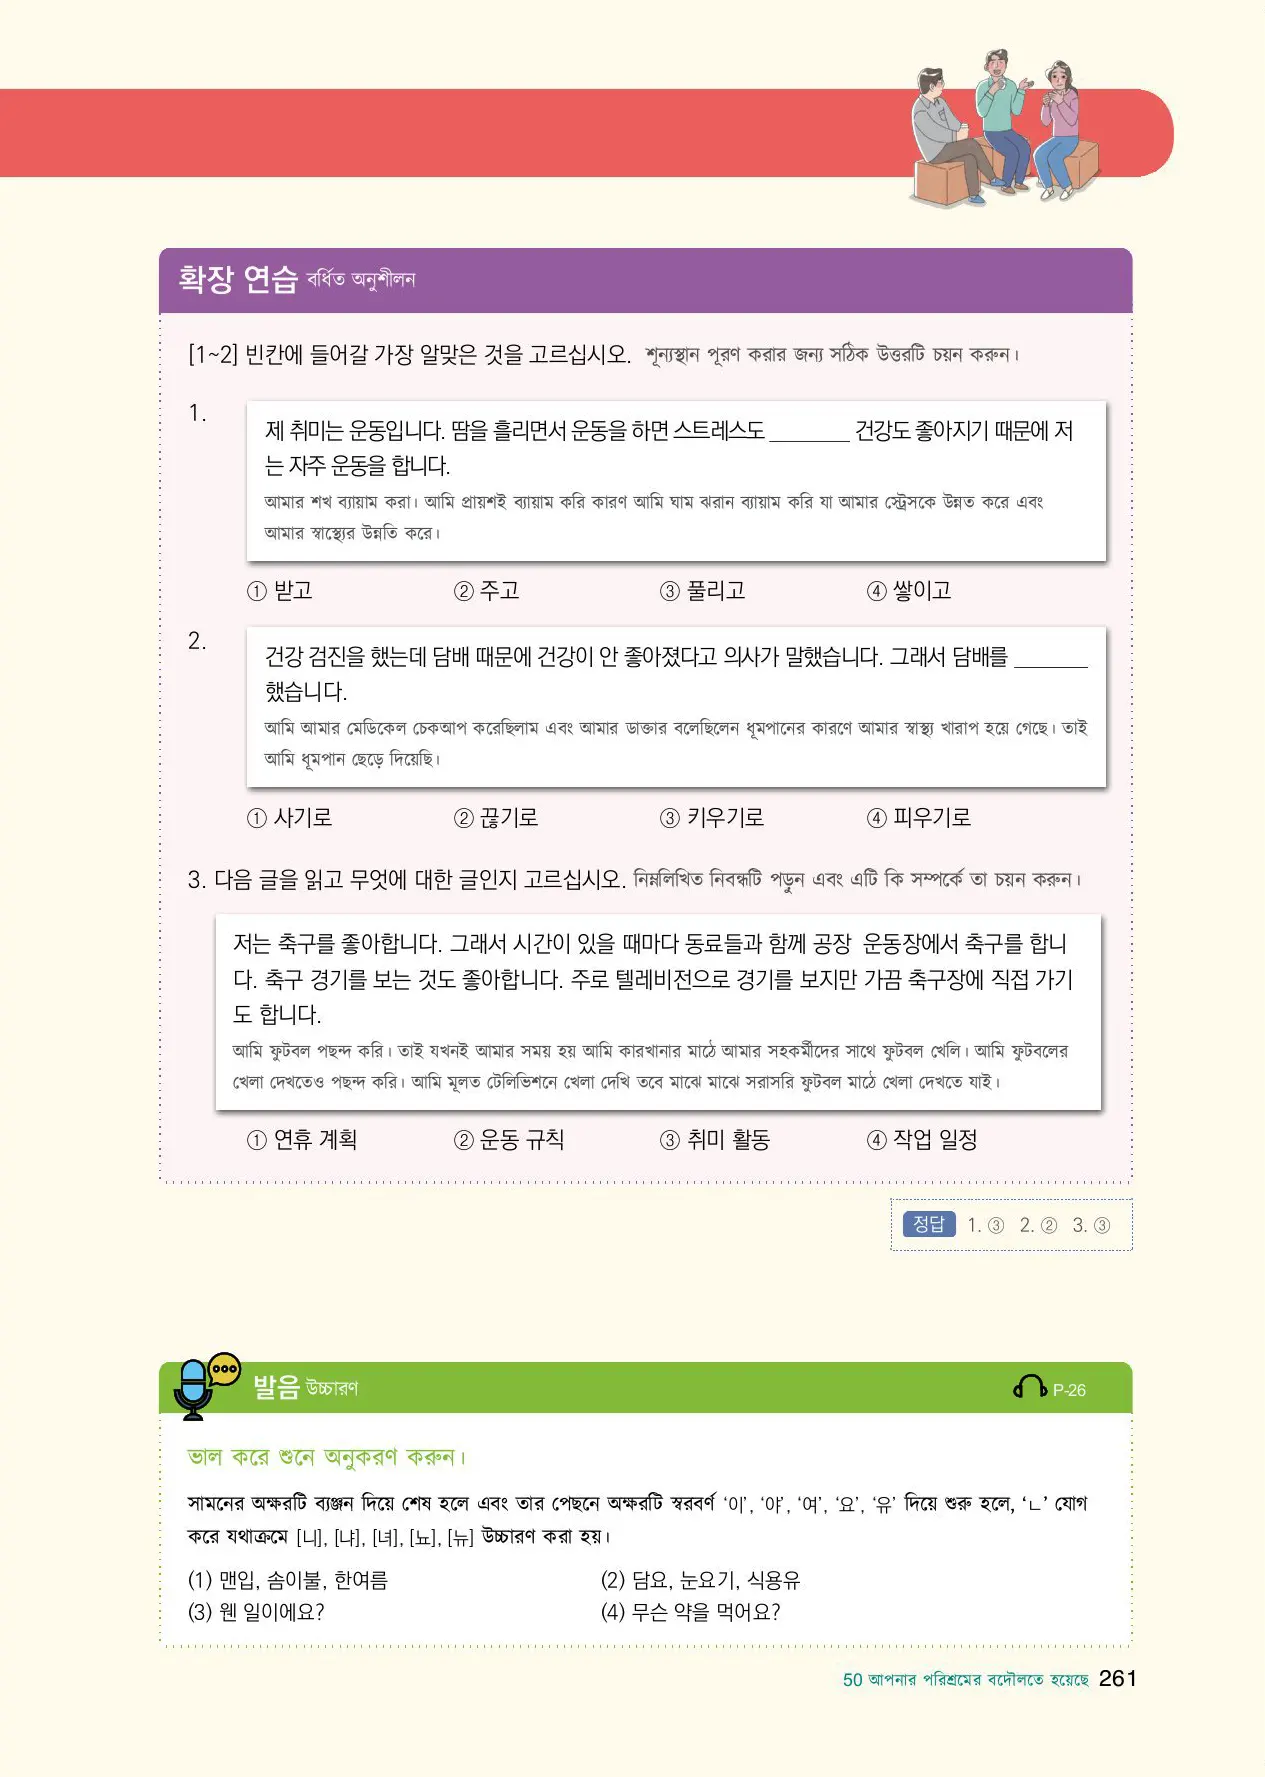 확장 연습 বর্ধিত অনুশীলন
[1~2] 빈칸에 들어갈 가장 알맞은 것을 고르십시오. শূন্যস্থান পূরণ করার জন্য সঠিক উত্তরটি চয়ন করুন।
1.
제 취미는 운동입니다. 땀을 흘리면서 운동을 하면 스트레스도 ________ 건강도 좋아지기 때문에 저
는 자주 운동을 합니다.
আমার শখ ব্যায়াম করা। আমি প্রায়শই ব্যায়াম করি কারণ আমি ঘাম ঝরান ব্যায়াম করি যা আমার স্ট্রেসকে উন্নত করে এবং
আমার স্বাস্থ্যের উন্নতি করে।
① 받고 ② 주고 ③ 풀리고 ④ 쌓이고
2.
건강 검진을 했는데 담배 때문에 건강이 안 좋아졌다고 의사가 말했습니다. 그래서 담배를 ________
했습니다.
আমি আমার মেডিকেল চেকআপ করেছিলাম এবং আমার ডাক্তার বলেছিলেন ধূমপানের কারণে আমার স্বাস্থ্য খারাপ হয়ে গেছে। তাই
আমি ধূমপান ছেড়ে দিয়েছি।
① 사기로 ② 끊기로 ③ 키우기로 ④ 피우기로
3. 다음 글을 읽고 무엇에 대한 글인지 고르십시오. নিম্নলিখিত নিবন্ধটি পড়ুন এবং এটি কি সম্পর্কে তা চয়ন করুন।
저는 축구를 좋아합니다. 그래서 시간이 있을 때마다 동료들과 함께 공장 운동장에서 축구를 합니
다. 축구 경기를 보는 것도 좋아합니다. 주로 텔레비전으로 경기를 보지만 가끔 축구장에 직접 가기
도 합니다.
আমি ফুটবল পছন্দ করি। তাই যখনই আমার সময় হয় আমি কারখানার মাঠে আমার সহকর্মীদের সাথে ফুটবল খেলি। আমি ফুটবলের
খেলা দেখতেও পছন্দ করি। আমি মূলত টেলিভিশনে খেলা দেখি তবে মাঝে মাঝে সরাসরি ফুটবল মাঠে খেলা দেখতে যাই।
① 연휴 계획 ② 운동 규칙 ③ 취미 활동 ④ 작업 일정
정답 1. ③ 2. ② 3. ③
발음 উচ্চারণ P-26
ভাল করে শুনে অনুকরণ করুন।
সামনের অক্ষরটি ব্যঞ্জন দিয়ে শেষ হলে এবং তার পেছনে অক্ষরটি স্বরবর্ণ ‘이’, ‘야’, ‘여’, ‘요’, ‘유’ দিয়ে শুরু হলে, ‘ㄴ’ যোগ
করে যথাক্রমে [니], [냐], [녀], [뇨], [뉴] উচ্চারণ করা হয়।
(1) 맨입, 솜이불, 한여름 (2) 담요, 눈요기, 식용유
(3) 웬 일이에요? (4) 무슨 약을 먹어요?
50 আপনার পরিশ্রমের বদৌলতে হয়েছে 261